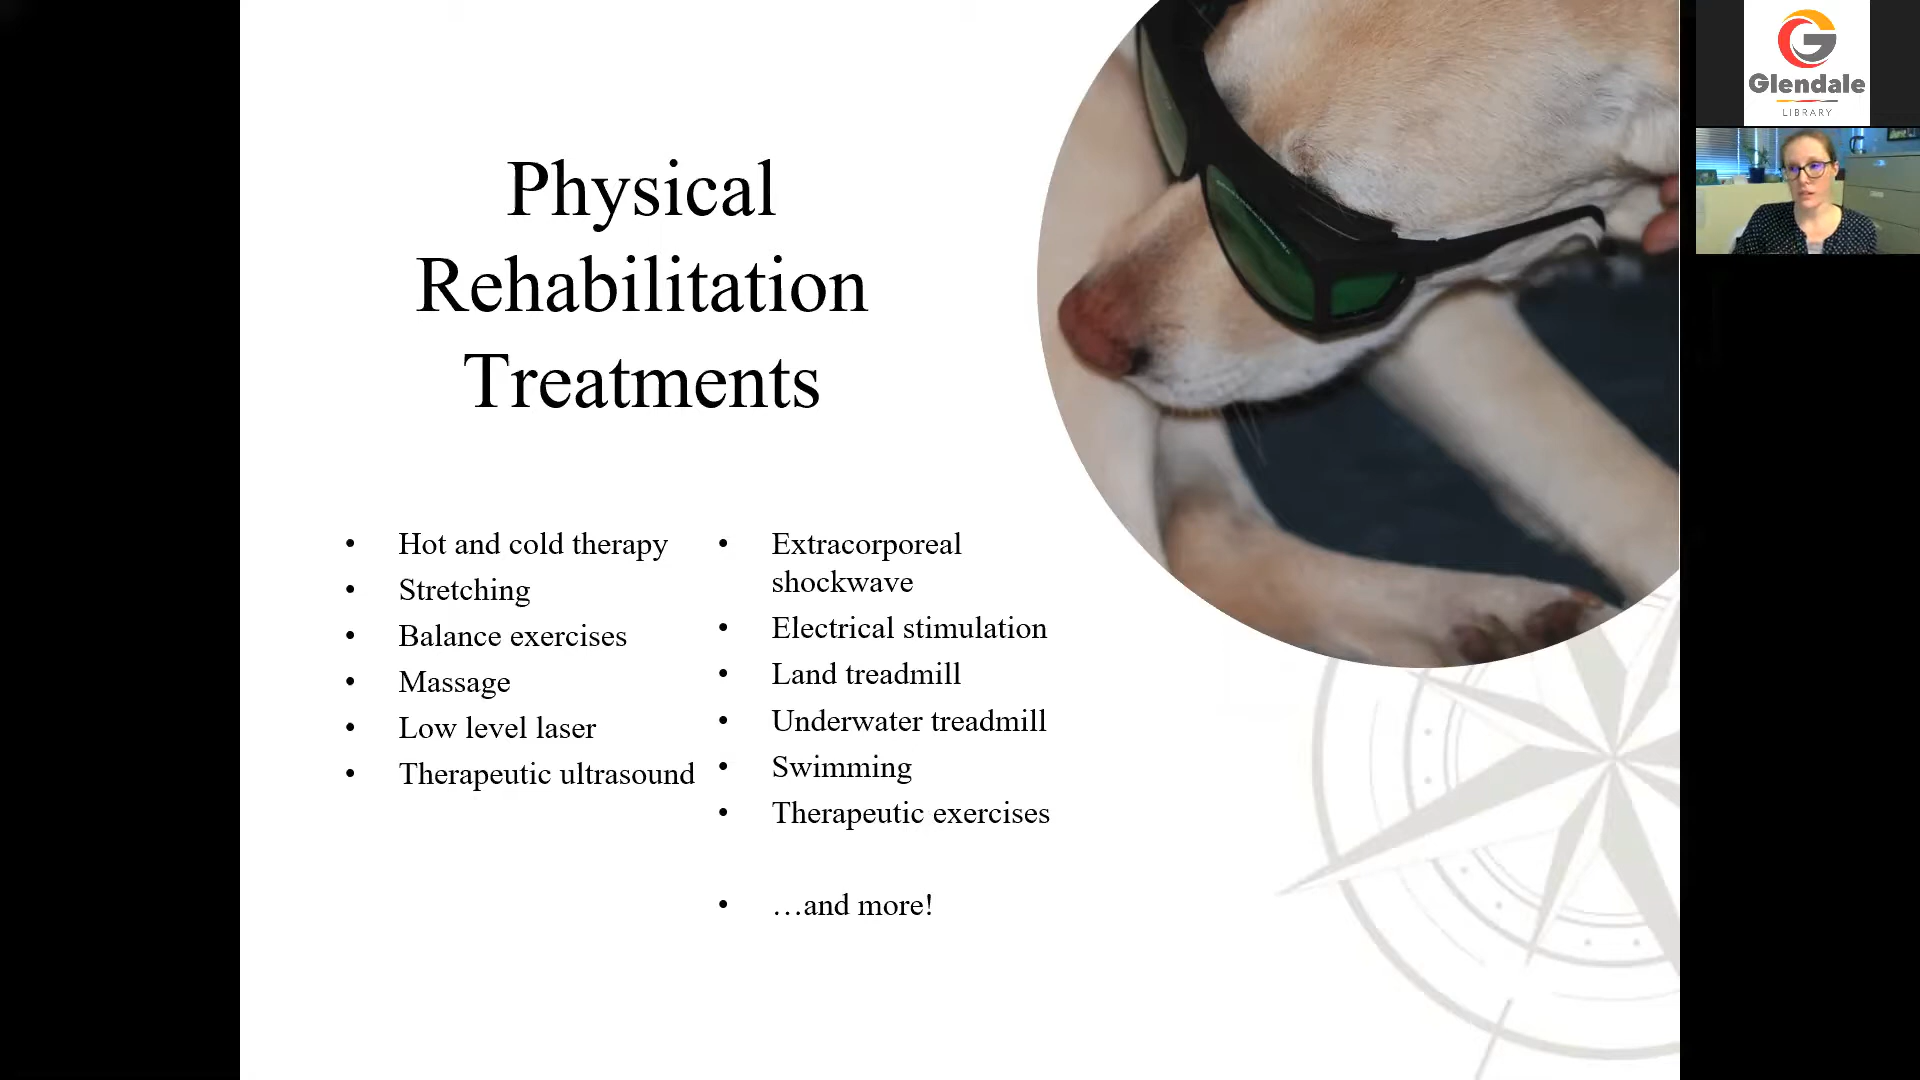 Physical
Rehabilitation
Treatments
• Hot and cold therapy
• Stretching
• Balance exercises
• Massage
• Low level laser
• Therapeutic ultrasound
• Extracorporeal
shockwave
• Electrical stimulation
• Land treadmill
• Underwater treadmill
• Swimming
• Therapeutic exercises
• …and more!
Glendale
LIBRARY